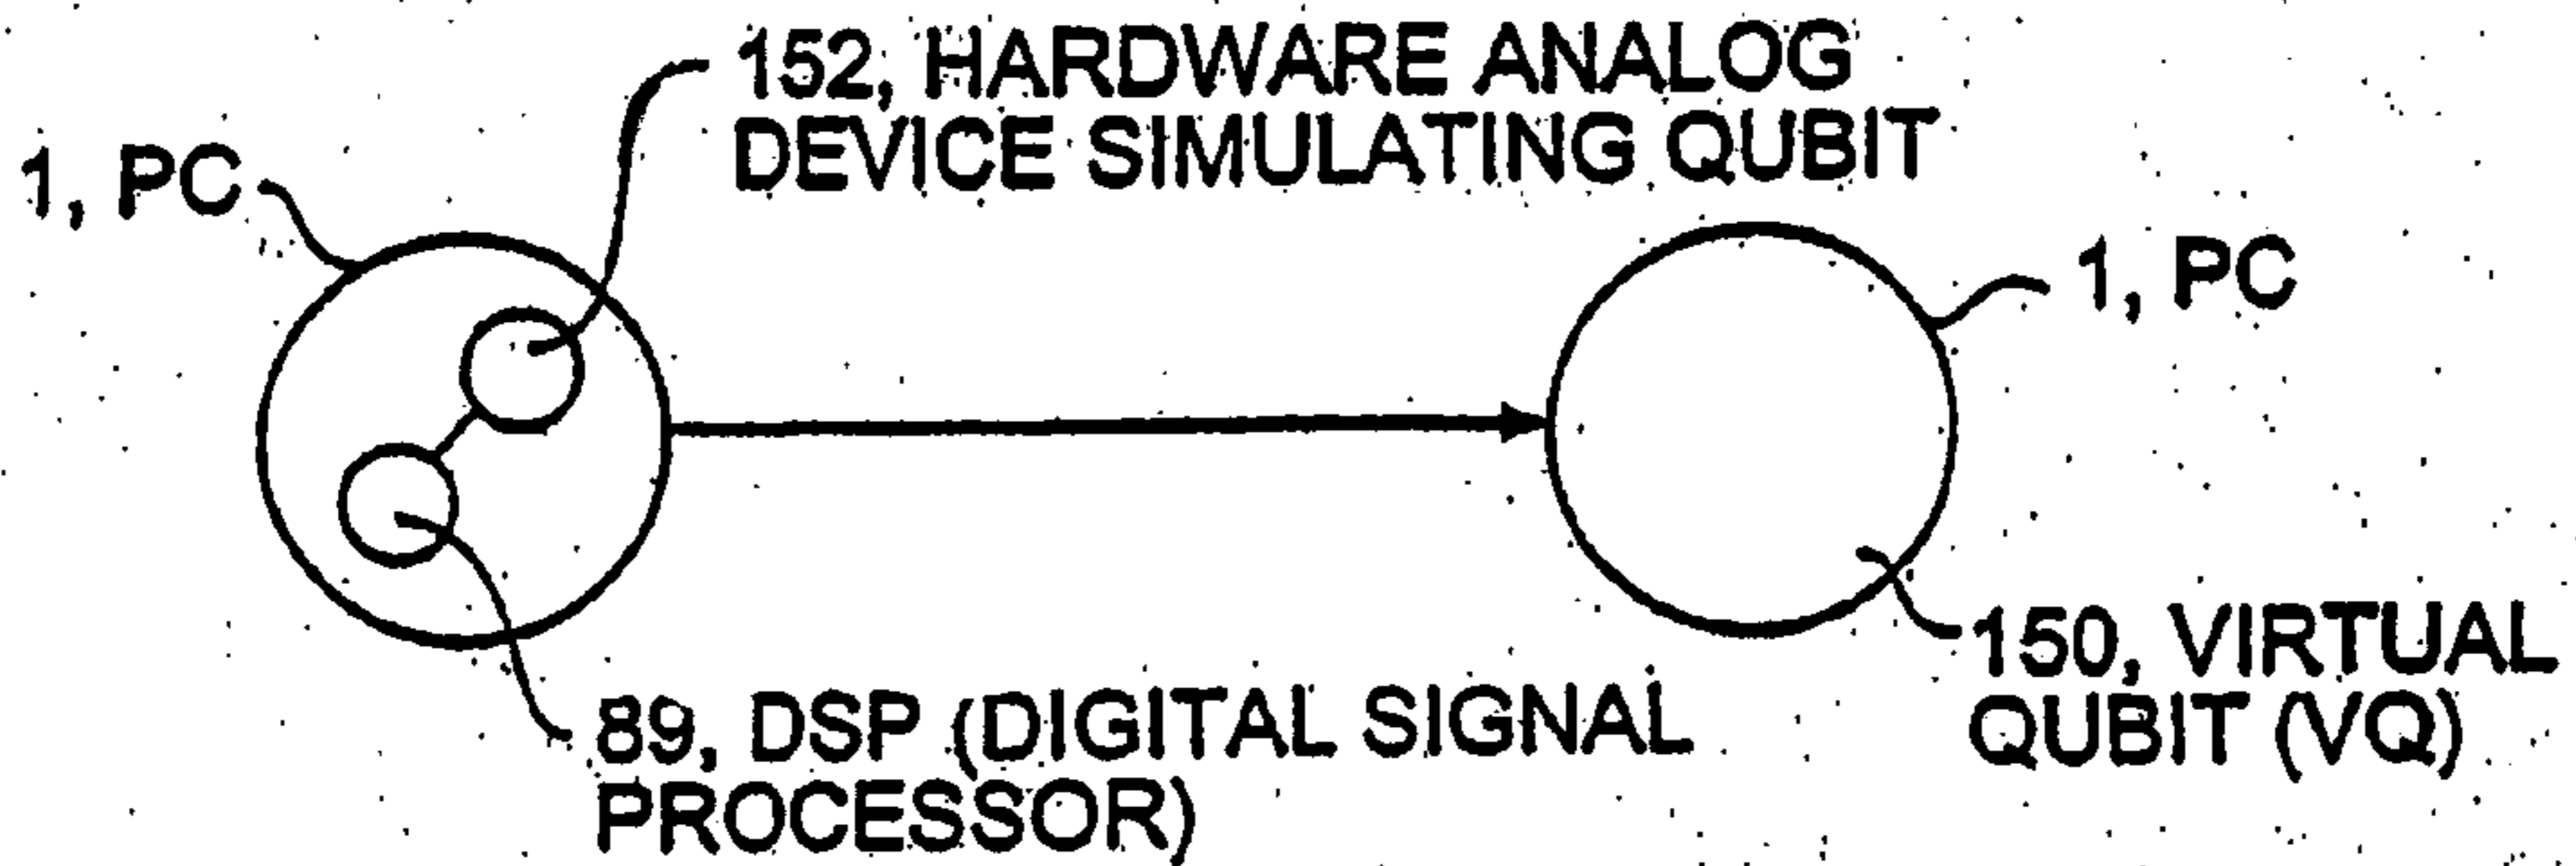 152, HARDWARE ANALOG
DEVICE SIMULATING QUBIT
1, PC
1, PC
89, DSP (DIGITAL SIGNAL
PROCESSOR)
150, VIRTUAL
QUBIT (VQ)